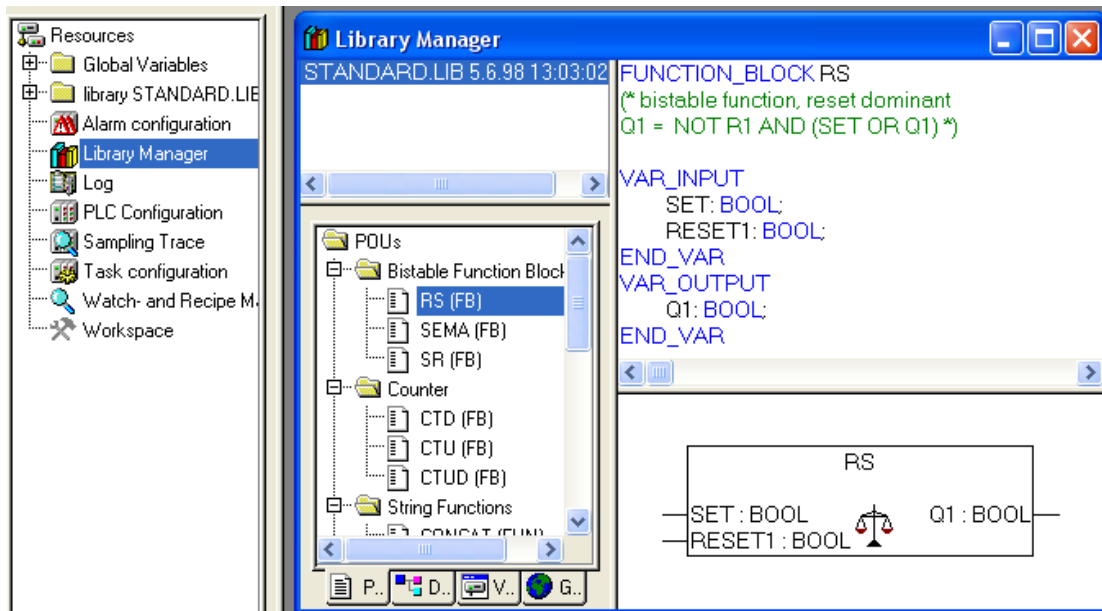 Resources
Global Variables
library STANDARD.LIE
Alarm configuration
Library Manager
Log
PLC Configuration
Sampling Trace
Task configuration
Watch- and Recipe M
Workspace
Library Manager
STANDARD.LIB 5.6.98 13:03:02
POUs
Bistable Function Block
RS (FB)
SEMA (FB)
SR (FB)
Counter
CTD (FB)
CTU (FB)
CTUD (FB)
String Functions
CONCAT (FUN)
P.. D.. V.. G..
FUNCTION_BLOCK RS
(* bistable function, reset dominant
Q1 = NOT R1 AND (SET OR Q1) *)
VAR_INPUT
SET: BOOL;
RESET1: BOOL;
END_VAR
VAR_OUTPUT
Q1: BOOL;
END_VAR
RS
SET : BOOL Q1 : BOOL
RESET1 : BOOL